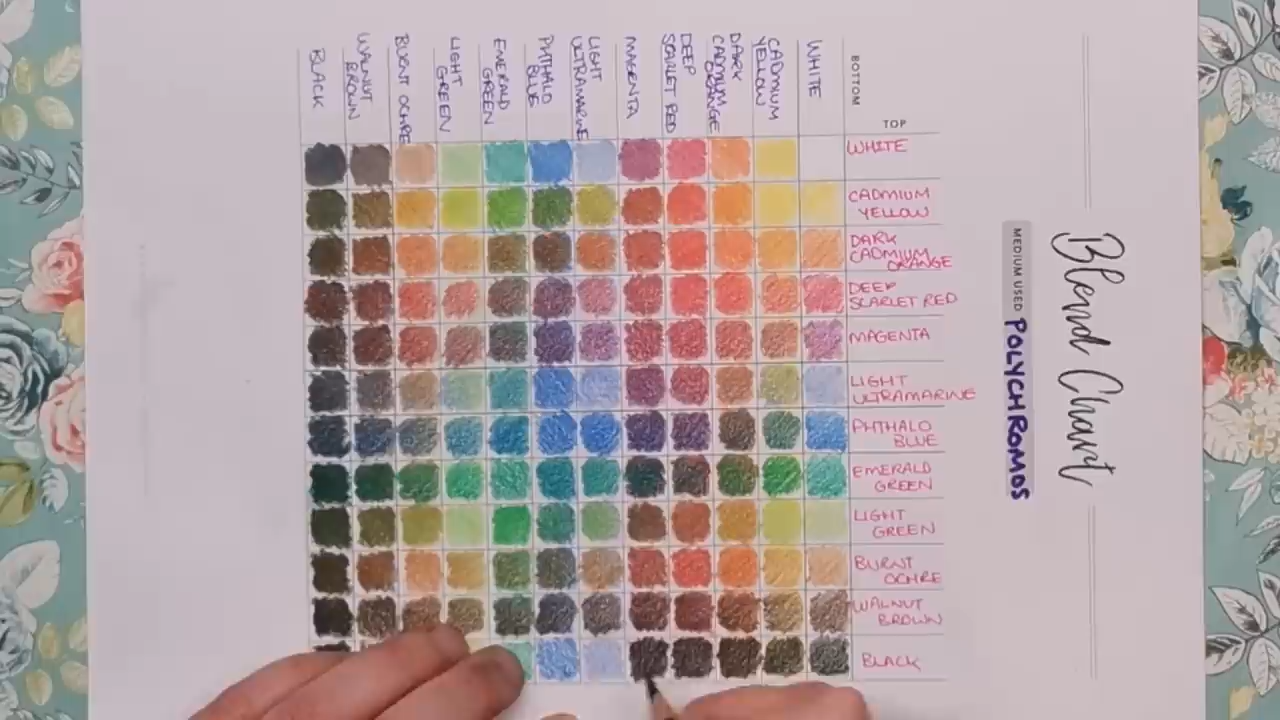 Blend Chart
MEDIUM USED POLYCHROMOS
BOTTOM
TOP
BLACK
WALNUT
BROWN
BURNT OCHRE
LIGHT
GREEN
EMERALD
GREEN
PHTHALO
BLUE
LIGHT
ULTRAMARINE
MAGENTA
DEEP
SCARLET RED
DARK
CADMIUM
ORANGE
CADMIUM
YELLOW
WHITE
WHITE
CADMIUM
YELLOW
DARK
CADMIUM
ORANGE
DEEP
SCARLET RED
MAGENTA
LIGHT
ULTRAMARINE
PHTHALO
BLUE
EMERALD
GREEN
LIGHT
GREEN
BURNT
OCHRE
WALNUT
BROWN
BLACK